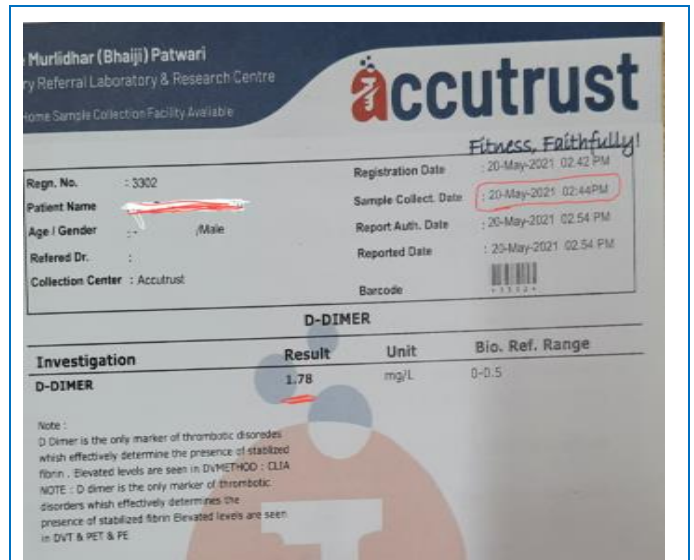 Murlidhar (Bhaiji) Patwari
ry Referral Laboratory & Research Centre
Home Sample Collection Facility Available
accutrust
Fitness, Faithfully!
Regn. No. : 3302
Patient Name
Age / Gender : /Male
Refered Dr. :
Collection Center : Accutrust
Registration Date : 20-May-2021 02:42 PM
Sample Collect. Date : 20-May-2021 02:44PM
Report Auth. Date : 20-May-2021 02.54 PM
Reported Date : 20-May-2021 02.54 PM
Barcode
D-DIMER
Investigation Result Unit Bio. Ref. Range
D-DIMER 1.78 mg/L 0-0.5
Note :
D Dimer is the only marker of thrombotic disoredes
whish effectively determine the presence of stablized
fibrin . Elevated levels are seen in DVMETHOD : CLIA
NOTE : D dimer is the only marker of thrombotic
disorders whish effectively determines the
presence of stabilized fibrin Elevated levels are seen
in DVT & PET & PE